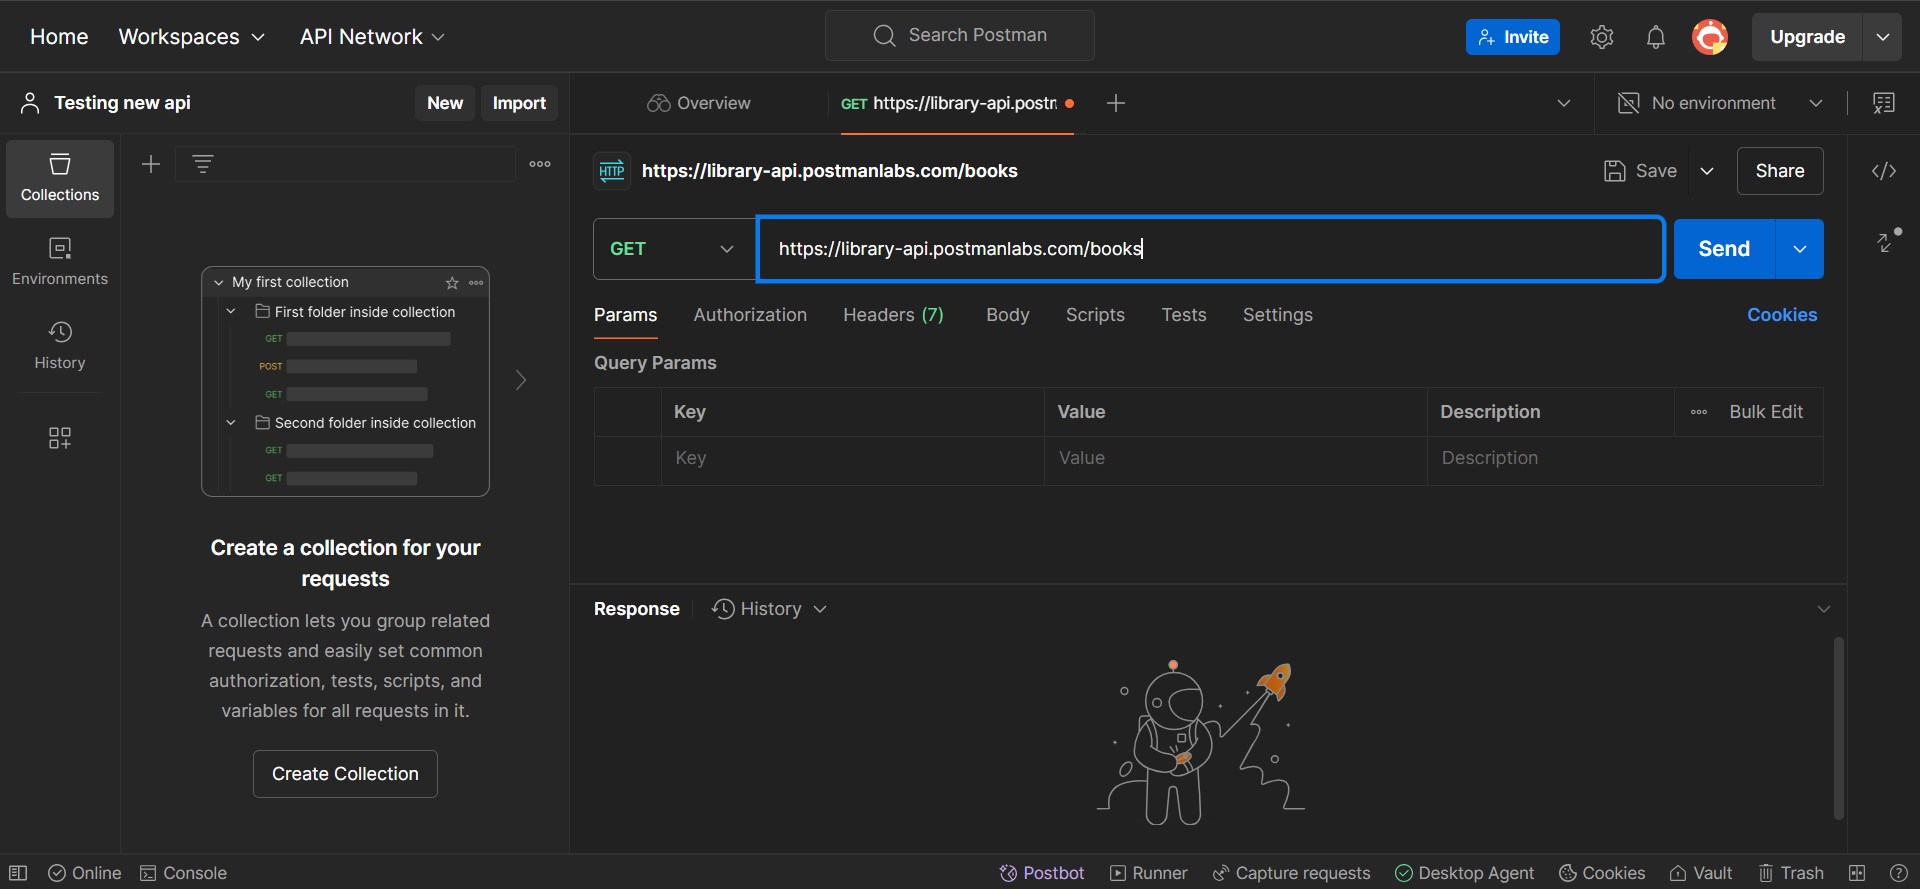 Home Workspaces API Network Search Postman Invite Upgrade
Testing new api New Import Overview GET https://library-api.postr No environment
Collections
Environments
History
My first collection
First folder inside collection
GET
POST
GET
Second folder inside collection
GET
GET
Create a collection for your
requests
A collection lets you group related
requests and easily set common
authorization, tests, scripts, and
variables for all requests in it.
Create Collection
HTTP https://library-api.postmanlabs.com/books Save Share
GET https://library-api.postmanlabs.com/books Send
Params Authorization Headers (7) Body Scripts Tests Settings Cookies
Query Params
Key Value Description Bulk Edit
Key Value Description
Response History
Online Console Postbot Runner Capture requests Desktop Agent Cookies Vault Trash